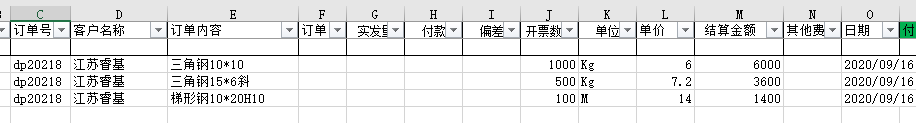 C D E F G H I J K L M N O
订单号 客户名称 订单内容 订单 实发 付款 偏差 开票数 单位 单价 结算金额 其他费 日期 付
dp20218 江苏睿基 三角钢10*10 1000 Kg 6 6000 2020/09/16
dp20218 江苏睿基 三角钢15*6斜 500 Kg 7.2 3600 2020/09/16
dp20218 江苏睿基 梯形钢10*20H10 100 M 14 1400 2020/09/16